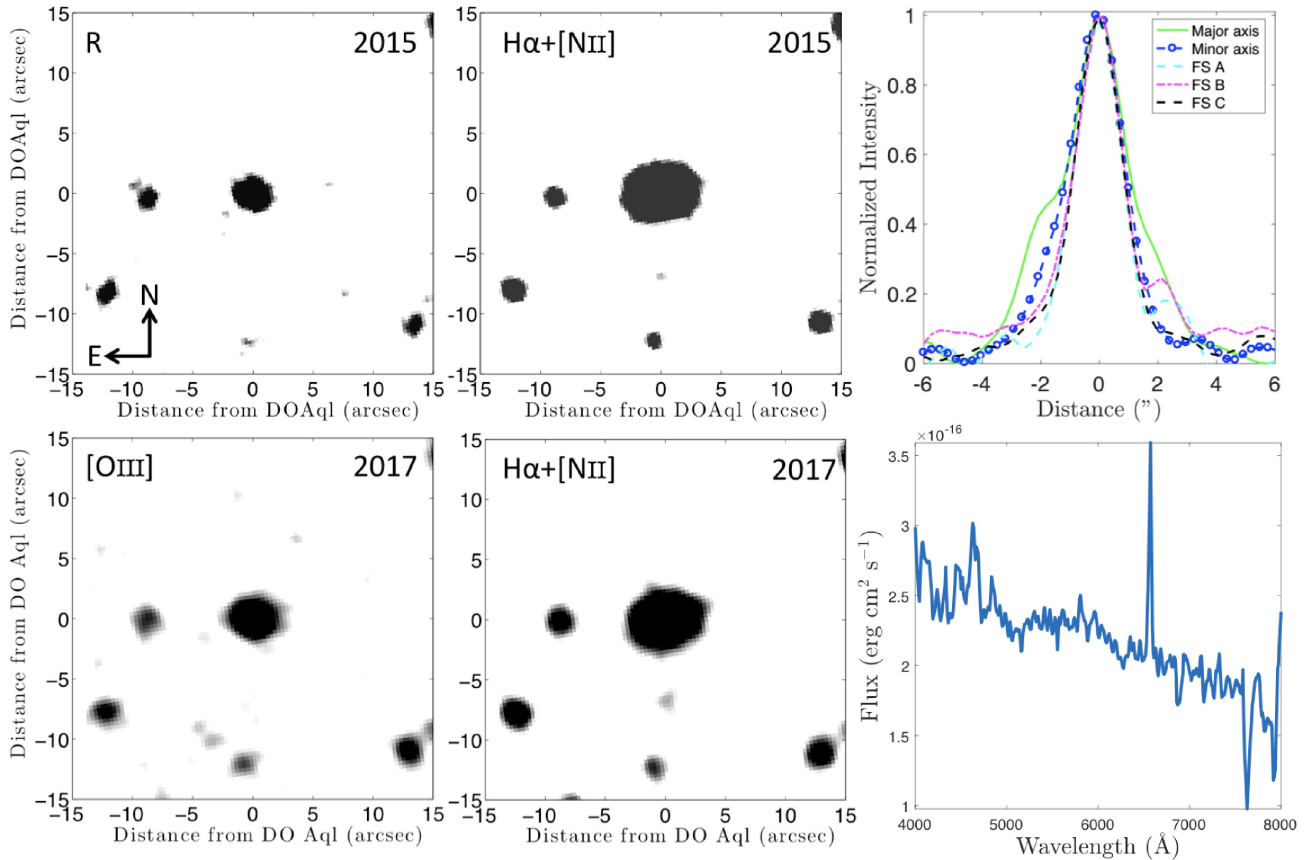 R 2015
Distance from DOAql (arcsec)
15
10
5
0
−5
−10
−15
N
E
−15 −10 −5 0 5 10 15
Distance from DOAql (arcsec)
Hα+[NII] 2015
15
10
5
0
−5
−10
−15
−15 −10 −5 0 5 10 15
Distance from DOAql (arcsec)
Normalized Intensity
1
0.8
0.6
0.4
0.2
0
Major axis
Minor axis
FS A
FS B
FS C
-6 -4 -2 0 2 4 6
Distance (")
[OIII] 2017
Distance from DO Aql (arcsec)
15
10
5
0
−5
−10
−15
−15 −10 −5 0 5 10 15
Distance from DO Aql (arcsec)
Hα+[NII] 2017
15
10
5
0
−5
−10
−15
−15 −10 −5 0 5 10 15
Distance from DO Aql (arcsec)
×10⁻¹⁶
Flux (erg cm² s⁻¹)
3.5
3
2.5
2
1.5
1
4000 5000 6000 7000 8000
Wavelength (Å)